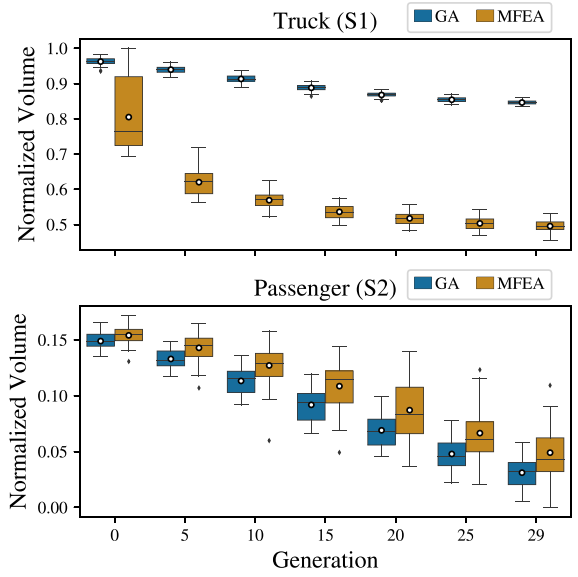 Truck (S1)
GA MFEA
Normalized Volume
1.0
0.9
0.8
0.7
0.6
0.5
Passenger (S2)
GA MFEA
Normalized Volume
0.15
0.10
0.05
0.00
0 5 10 15 20 25 29
Generation